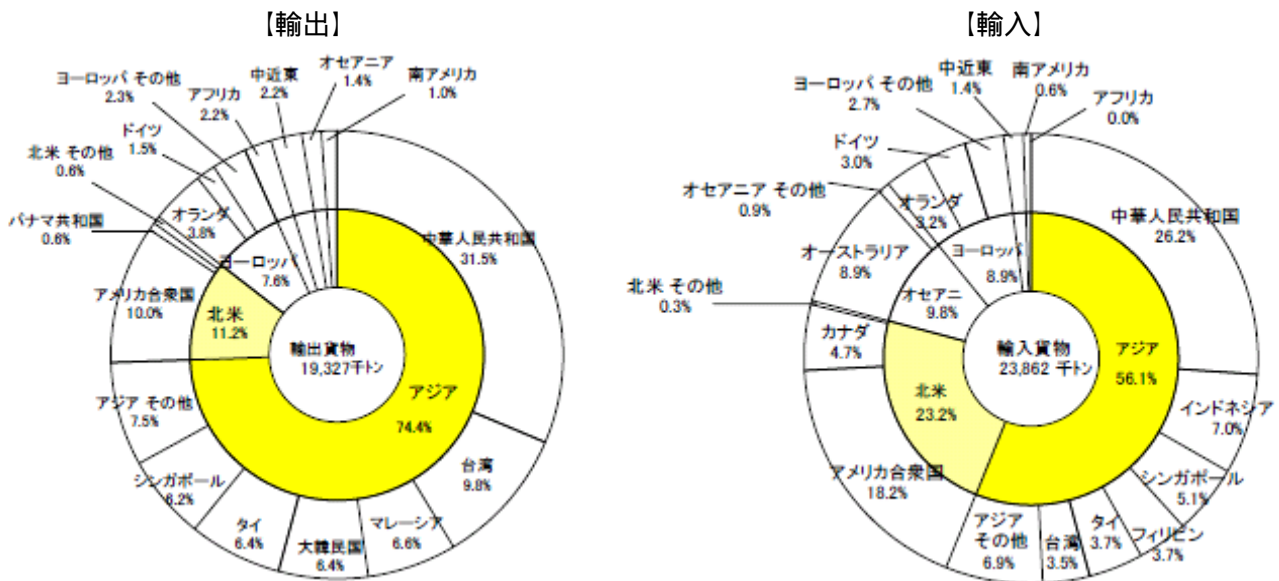 【輸出】
オセアニア
1.4%
中近東
2.2%
南アメリカ
1.0%
ヨーロッパ その他
2.3%
アフリカ
2.2%
ドイツ
1.5%
北米 その他
0.6%
パナマ共和国
0.6%
オランダ
3.8%
ヨーロッパ
7.6%
中華人民共和国
31.5%
アメリカ合衆国
10.0%
北米
11.2%
輸出貨物
19,327千トン
アジア
74.4%
アジア その他
7.5%
シンガポール
6.2%
タイ
6.4%
大韓民国
6.4%
マレーシア
6.6%
台湾
9.8%
【輸入】
中近東
1.4%
南アメリカ
0.6%
アフリカ
0.0%
ヨーロッパ その他
2.7%
ドイツ
3.0%
オセアニア その他
0.9%
オランダ
3.2%
ヨーロッパ
8.9%
中華人民共和国
26.2%
オーストラリア
8.9%
オセアニ
9.8%
北米 その他
0.3%
カナダ
4.7%
輸入貨物
23,862 千トン
アジア
56.1%
北米
23.2%
インドネシア
7.0%
アメリカ合衆国
18.2%
シンガポール
5.1%
フィリピン
3.7%
タイ
3.7%
台湾
3.5%
アジア
その他
6.9%